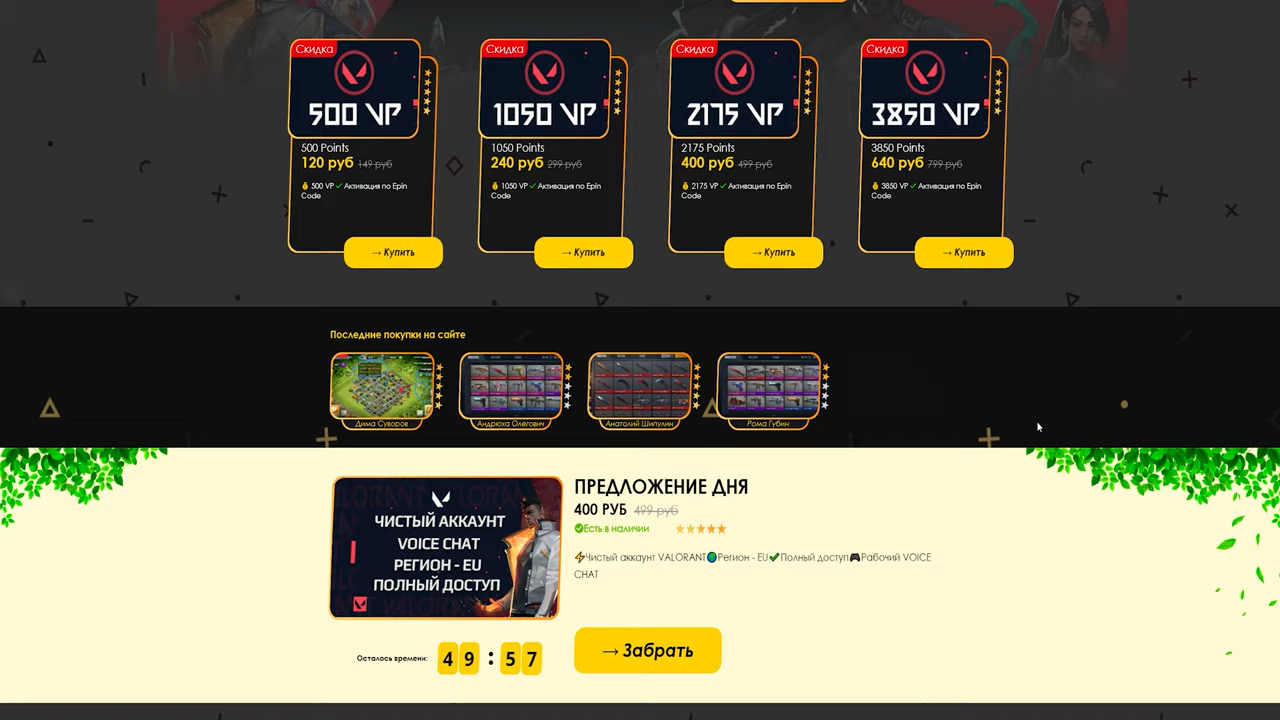 Скидка
500 VP
500 Points
120 руб 149 руб
500 VP Активация по Epin
Code
→ Купить
Скидка
1050 VP
1050 Points
240 руб 299 руб
1050 VP Активация по Epin
Code
→ Купить
Скидка
2175 VP
2175 Points
400 руб 499 руб
2175 VP Активация по Epin
Code
→ Купить
Скидка
3850 VP
3850 Points
640 руб 799 руб
3850 VP Активация по Epin
Code
→ Купить
Последние покупки на сайте
Дима Суворов
Андрюха Олегович
Анатолий Шипулин
Рома Губин
ЧИСТЫЙ АККАУНТ
VOICE CHAT
РЕГИОН - EU
ПОЛНЫЙ ДОСТУП
Осталось времени:
49 : 57
ПРЕДЛОЖЕНИЕ ДНЯ
400 РУБ 499 руб
Есть в наличии
Чистый аккаунт VALORANT Регион - EU Полный доступ Рабочий VOICE
CHAT
→ Забрать